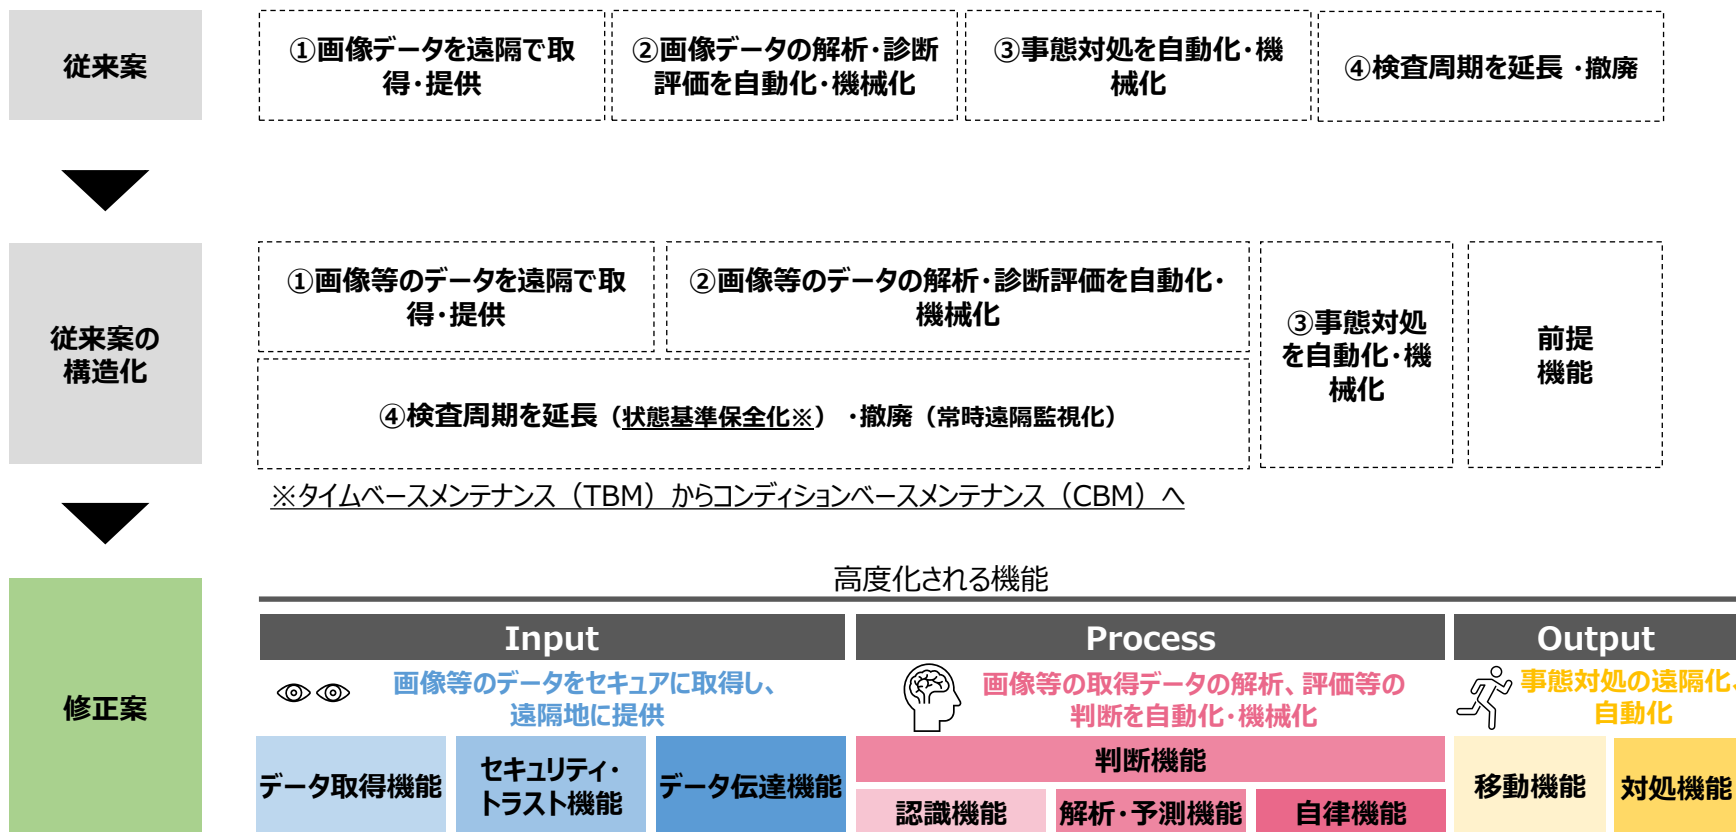 従来案
①画像データを遠隔で取
得・提供
②画像データの解析・診断
評価を自動化・機械化
③事態対処を自動化・機
械化
④検査周期を延長・撤廃
従来案の
構造化
①画像等のデータを遠隔で取
得・提供
②画像等のデータの解析・診断評価を自動化・
機械化
④検査周期を延長（状態基準保全化※）・撤廃（常時遠隔監視化）
③事態対処
を自動化・機
械化
前提
機能
※タイムベースメンテナンス（TBM）からコンディションベースメンテナンス（CBM）へ
高度化される機能
修正案
Input
画像等のデータをセキュアに取得し、
遠隔地に提供
データ取得機能
セキュリティ・
トラスト機能
データ伝達機能
Process
画像等の取得データの解析、評価等の
判断を自動化・機械化
判断機能
認識機能
解析・予測機能
自律機能
Output
事態対処の遠隔化、
自動化
移動機能
対処機能